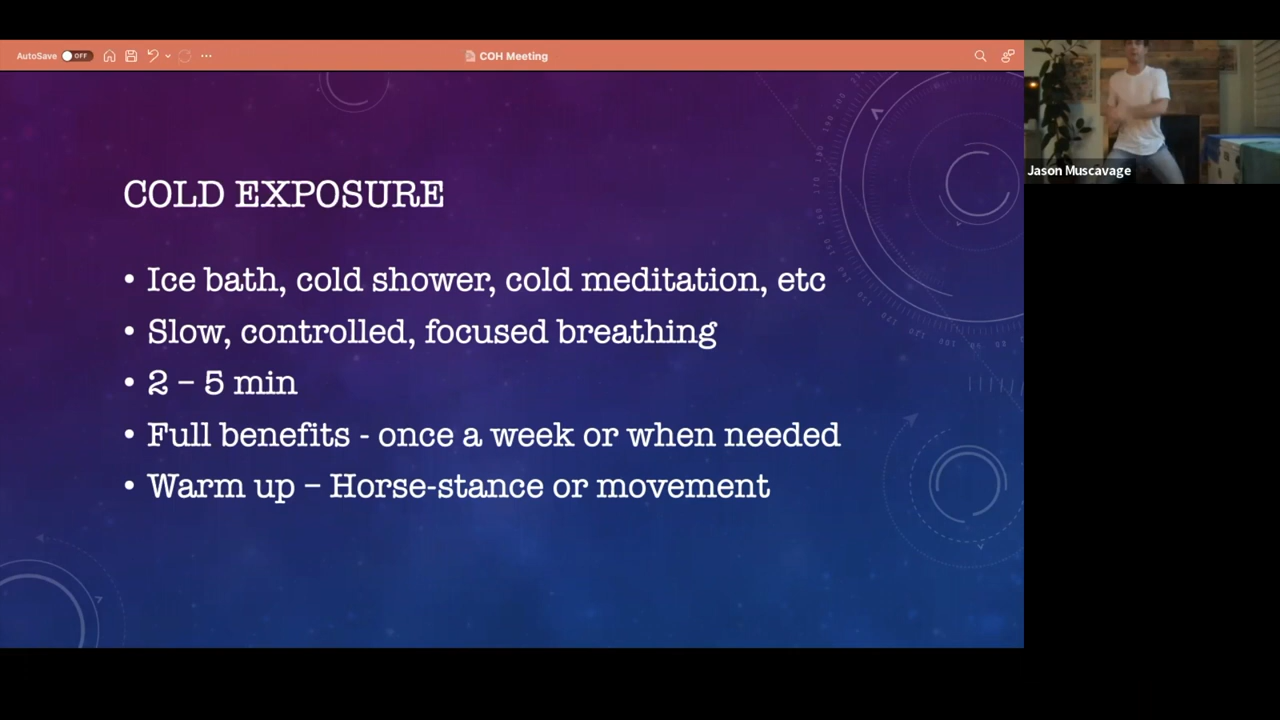 AutoSave OFF
COH Meeting
Jason Muscavage
COLD EXPOSURE
• Ice bath, cold shower, cold meditation, etc
• Slow, controlled, focused breathing
• 2 – 5 min
• Full benefits - once a week or when needed
• Warm up – Horse-stance or movement